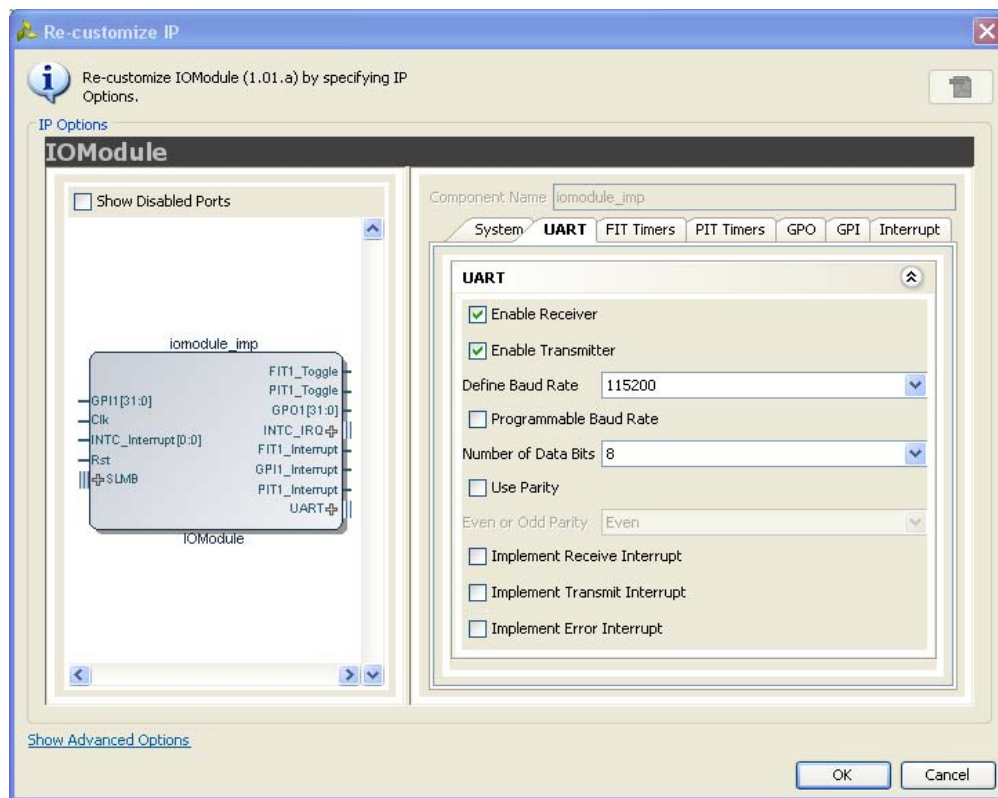 Re-customize IP
Re-customize IOModule (1.01.a) by specifying IP
Options.
IP Options
IOModule
Show Disabled Ports
iomodule_imp
GPI1[31:0]
Clk
INTC_Interrupt[0:0]
Rst
SLMB
FIT1_Toggle
PIT1_Toggle
GPO1[31:0]
INTC_IRQ
FIT1_Interrupt
GPI1_Interrupt
PIT1_Interrupt
UART
IOModule
Component Name iomodule_imp
System UART FIT Timers PIT Timers GPO GPI Interrupt
UART
Enable Receiver
Enable Transmitter
Define Baud Rate 115200
Programmable Baud Rate
Number of Data Bits 8
Use Parity
Even or Odd Parity Even
Implement Receive Interrupt
Implement Transmit Interrupt
Implement Error Interrupt
Show Advanced Options
OK Cancel